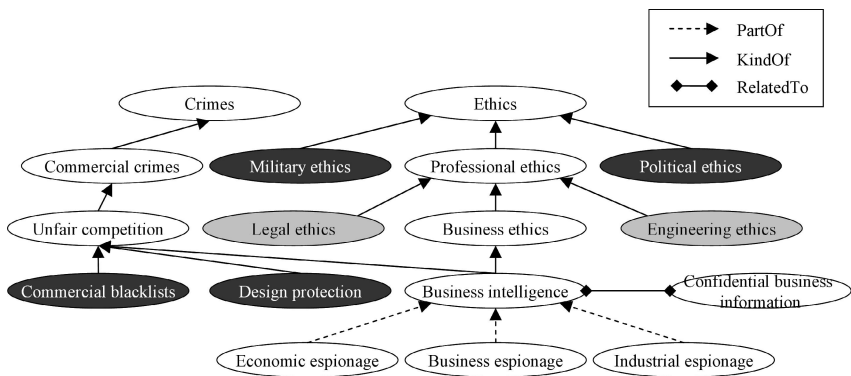 PartOf
KindOf
RelatedTo
Crimes
Ethics
Commercial crimes
Military ethics
Professional ethics
Political ethics
Unfair competition
Legal ethics
Business ethics
Engineering ethics
Commercial blacklists
Design protection
Business intelligence
Confidential business
information
Economic espionage
Business espionage
Industrial espionage